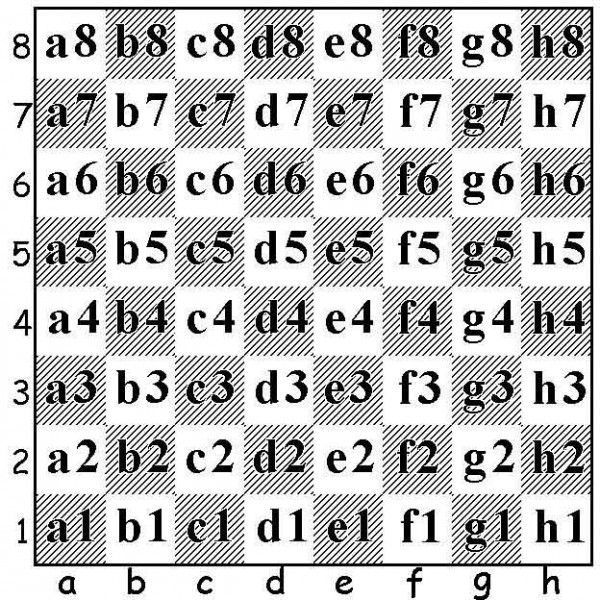 8 a8 b8 c8 d8 e8 f8 g8 h8
7 a7 b7 c7 d7 e7 f7 g7 h7
6 a6 b6 c6 d6 e6 f6 g6 h6
5 a5 b5 c5 d5 e5 f5 g5 h5
4 a4 b4 c4 d4 e4 f4 g4 h4
3 a3 b3 c3 d3 e3 f3 g3 h3
2 a2 b2 c2 d2 e2 f2 g2 h2
1 a1 b1 c1 d1 e1 f1 g1 h1
a b c d e f g h